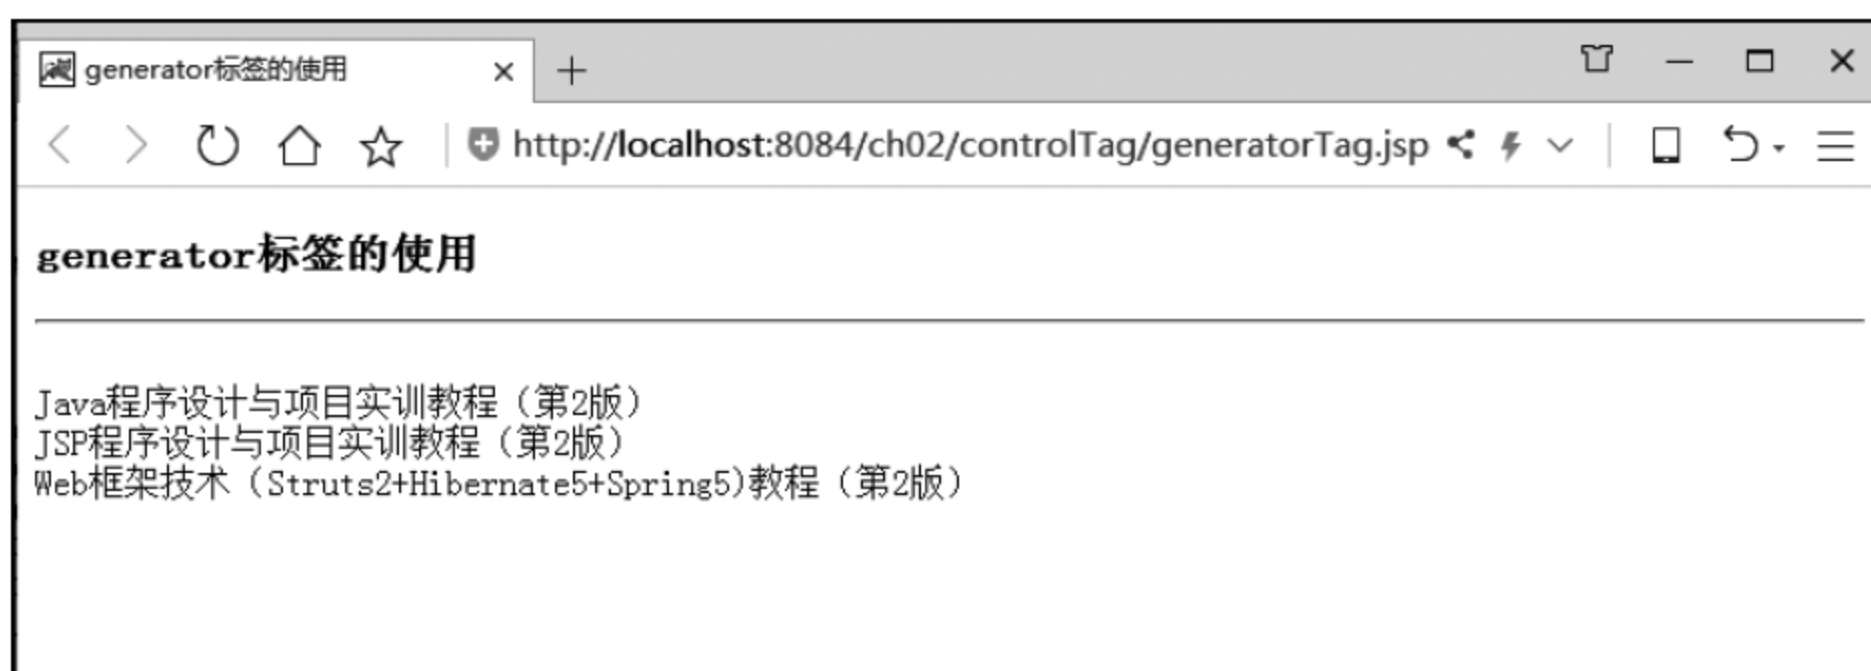 generator标签的使用
http://localhost:8084/ch02/controlTag/generatorTag.jsp
generator标签的使用
Java程序设计与项目实训教程（第2版）
JSP程序设计与项目实训教程（第2版）
Web框架技术（Struts2+Hibernate5+Spring5)教程（第2版）